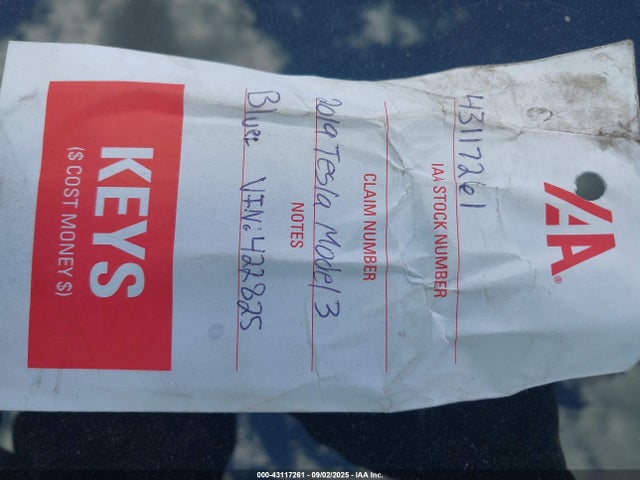 IAA®
43117261
IAA STOCK NUMBER
CLAIM NUMBER
2019 Tesla Model 3
NOTES
Blue VIN: 422825
KEYS
($ COST MONEY $)
000-43117261 - 09/02/2025 - IAA Inc.